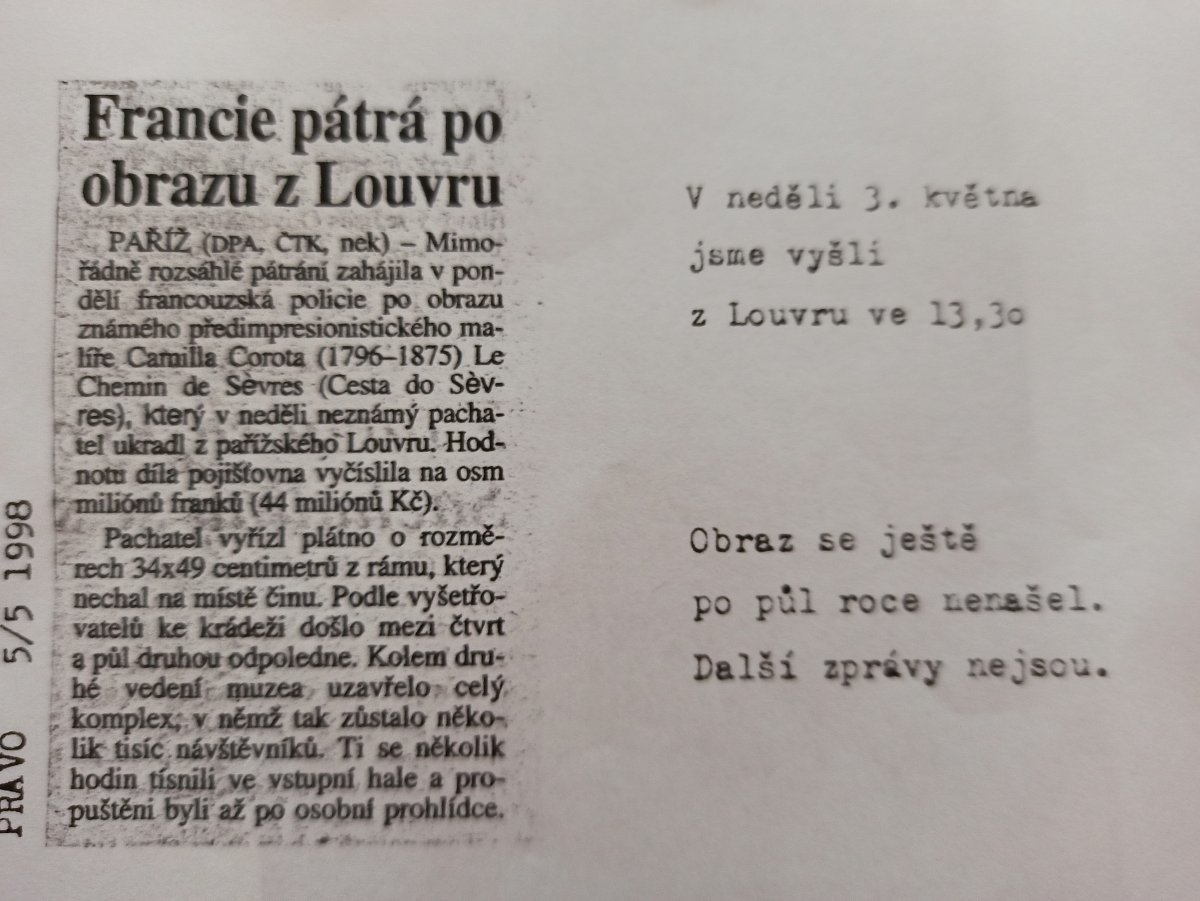 Francie pátrá po
obrazu z Louvru
PAŘÍŽ (DPA, ČTK, nek) – Mimo-
řádně rozsáhlé pátrání zahájila v pon-
dělí francouzská policie po obrazu
známého předimpresionistického ma-
líře Camilla Corota (1796–1875) Le
Chemin de Sèvres (Cesta do Sèv-
res), který v neděli neznámý pacha-
tel ukradl z pařížského Louvru. Hod-
notu díla pojišťovna vyčíslila na osm
miliónů franků (44 miliónů Kč).
Pachatel vyřízl plátno o rozmě-
rech 34x49 centimetrů z rámu, který
nechal na místě činu. Podle vyšetřo-
vatelů ke krádeži došlo mezi čtvrt
a půl druhou odpoledne. Kolem dru-
hé vedení muzea uzavřelo celý
komplex, v němž tak zůstalo něko-
lik tisíc návštěvníků. Ti se několik
hodin tísnili ve vstupní hale a pro-
puštěni byli až po osobní prohlídce.
PRÁVO 5/5 1998
V neděli 3. května
jsme vyšli
z Louvru ve 13,30
Obraz se ještě
po půl roce nenašel.
Další zprávy nejsou.